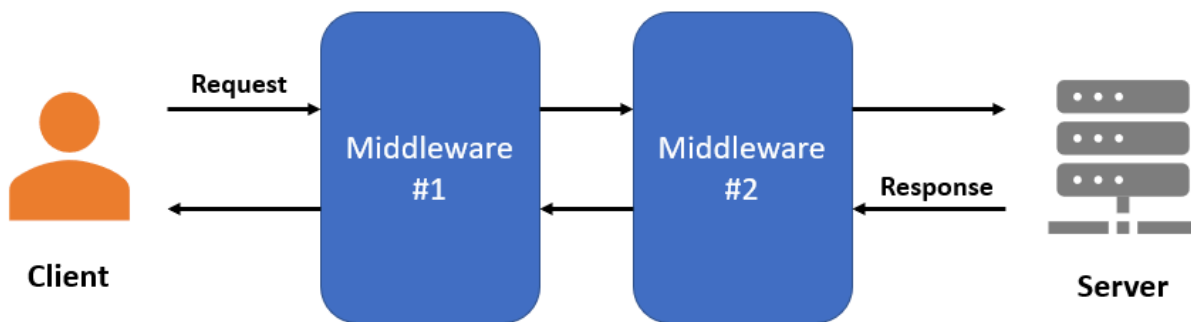 Request
Middleware
#1
Middleware
#2
Response
Client
Server